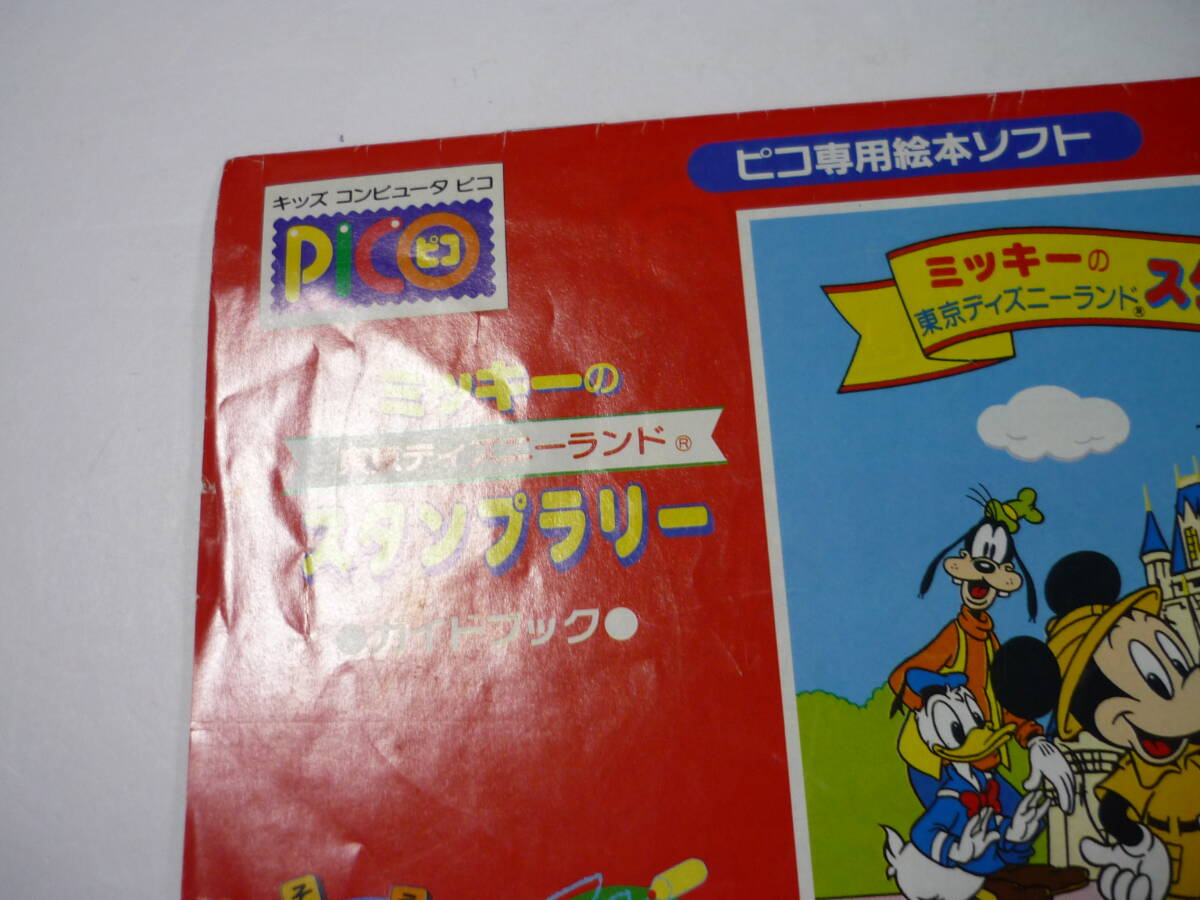 ピコ専用絵本ソフト
キッズ コンピュータ ピコ
PICO
ピコ
ミッキーの
東京ディズニーランド®
スタンプラリー
●ガイドブック●
ミッキーの
東京ディズニーランド®
スタ
そ